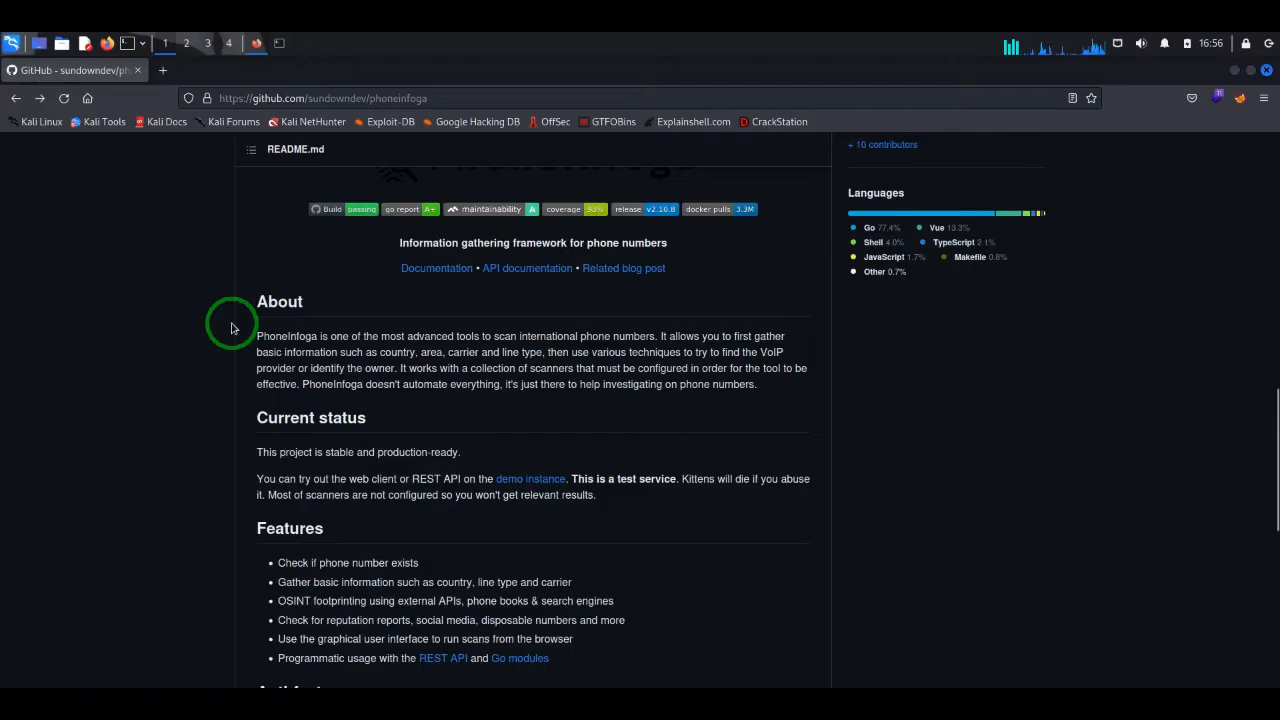 1 2 3 4
16:56
GitHub - sundowndev/ph
https://github.com/sundowndev/phoneinfoga
Kali Linux Kali Tools Kali Docs Kali Forums Kali NetHunter Exploit-DB Google Hacking DB OffSec GTFOBins Explainshell.com CrackStation
README.md
+ 10 contributors
Languages
Go 77.4% Vue 13.3%
Shell 4.0% TypeScript 2.1%
JavaScript 1.7% Makefile 0.8%
Other 0.7%
Build passing go report A+ maintainability A coverage 93% release v2.10.8 docker pulls 3.3M
Information gathering framework for phone numbers
Documentation • API documentation • Related blog post
About
PhoneInfoga is one of the most advanced tools to scan international phone numbers. It allows you to first gather
basic information such as country, area, carrier and line type, then use various techniques to try to find the VoIP
provider or identify the owner. It works with a collection of scanners that must be configured in order for the tool to be
effective. PhoneInfoga doesn't automate everything, it's just there to help investigating on phone numbers.
Current status
This project is stable and production-ready.
You can try out the web client or REST API on the demo instance. This is a test service. Kittens will die if you abuse
it. Most of scanners are not configured so you won't get relevant results.
Features
• Check if phone number exists
• Gather basic information such as country, line type and carrier
• OSINT footprinting using external APIs, phone books & search engines
• Check for reputation reports, social media, disposable numbers and more
• Use the graphical user interface to run scans from the browser
• Programmatic usage with the REST API and Go modules